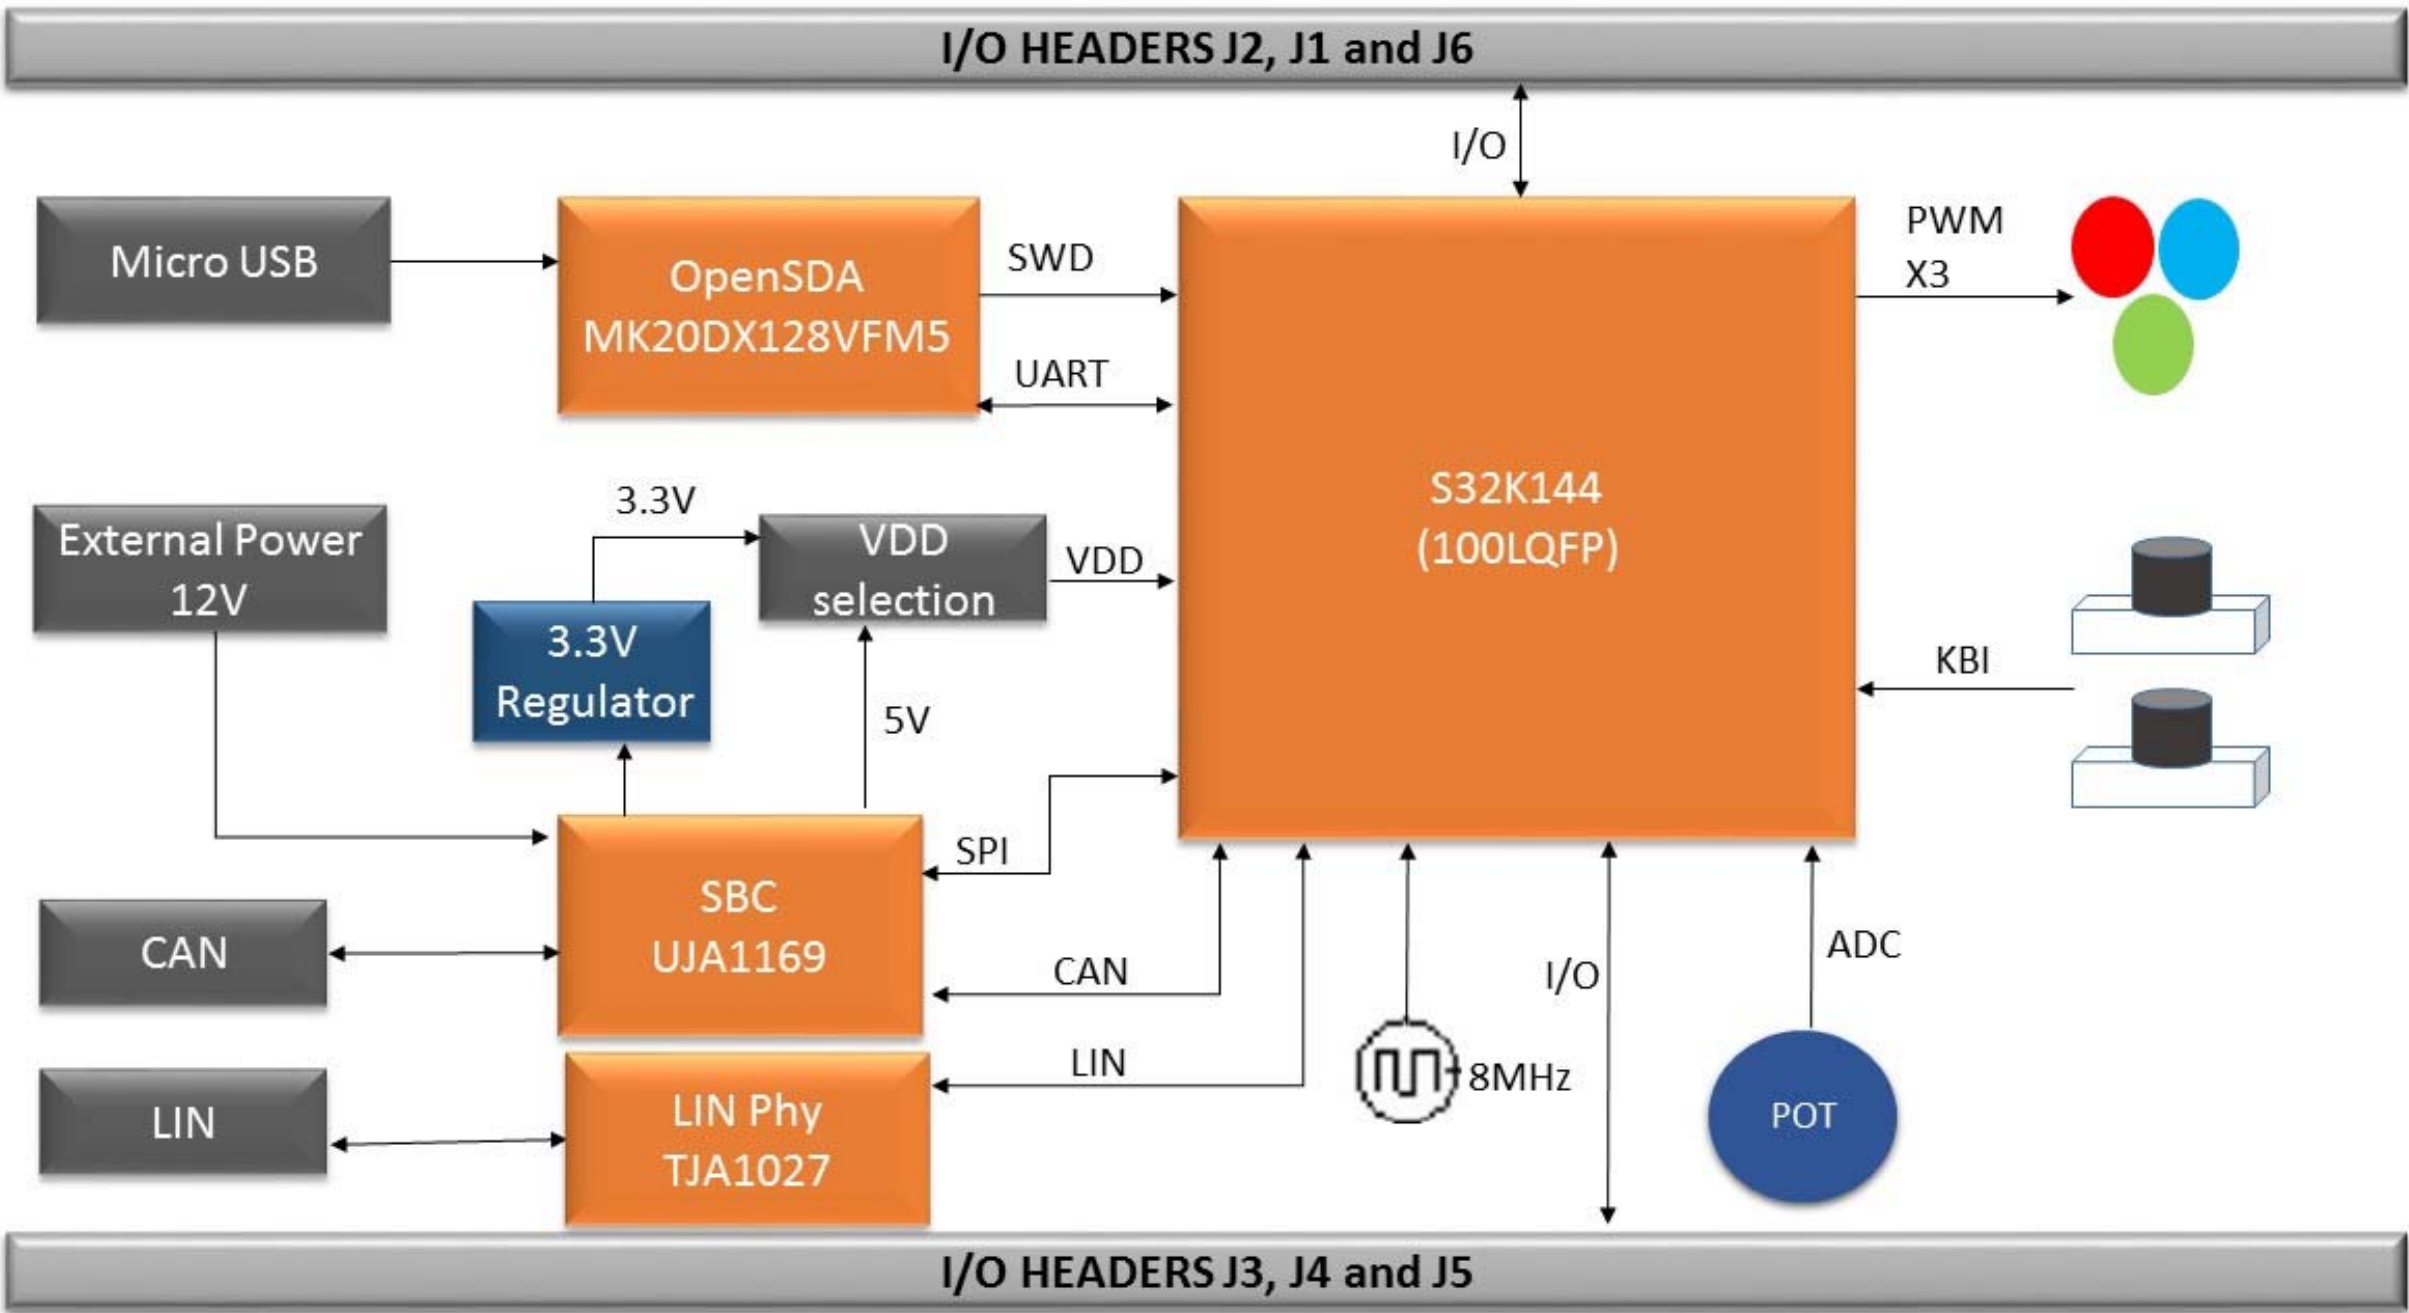 I/O HEADERS J2, J1 and J6
I/O
Micro USB
OpenSDA
MK20DX128VFM5
SWD
UART
PWM
X3
S32K144
(100LQFP)
External Power
12V
3.3V
VDD
selection
VDD
3.3V
Regulator
5V
KBI
SPI
SBC
UJA1169
CAN
CAN
LIN
LIN Phy
TJA1027
LIN
8MHz
I/O
ADC
POT
I/O HEADERS J3, J4 and J5